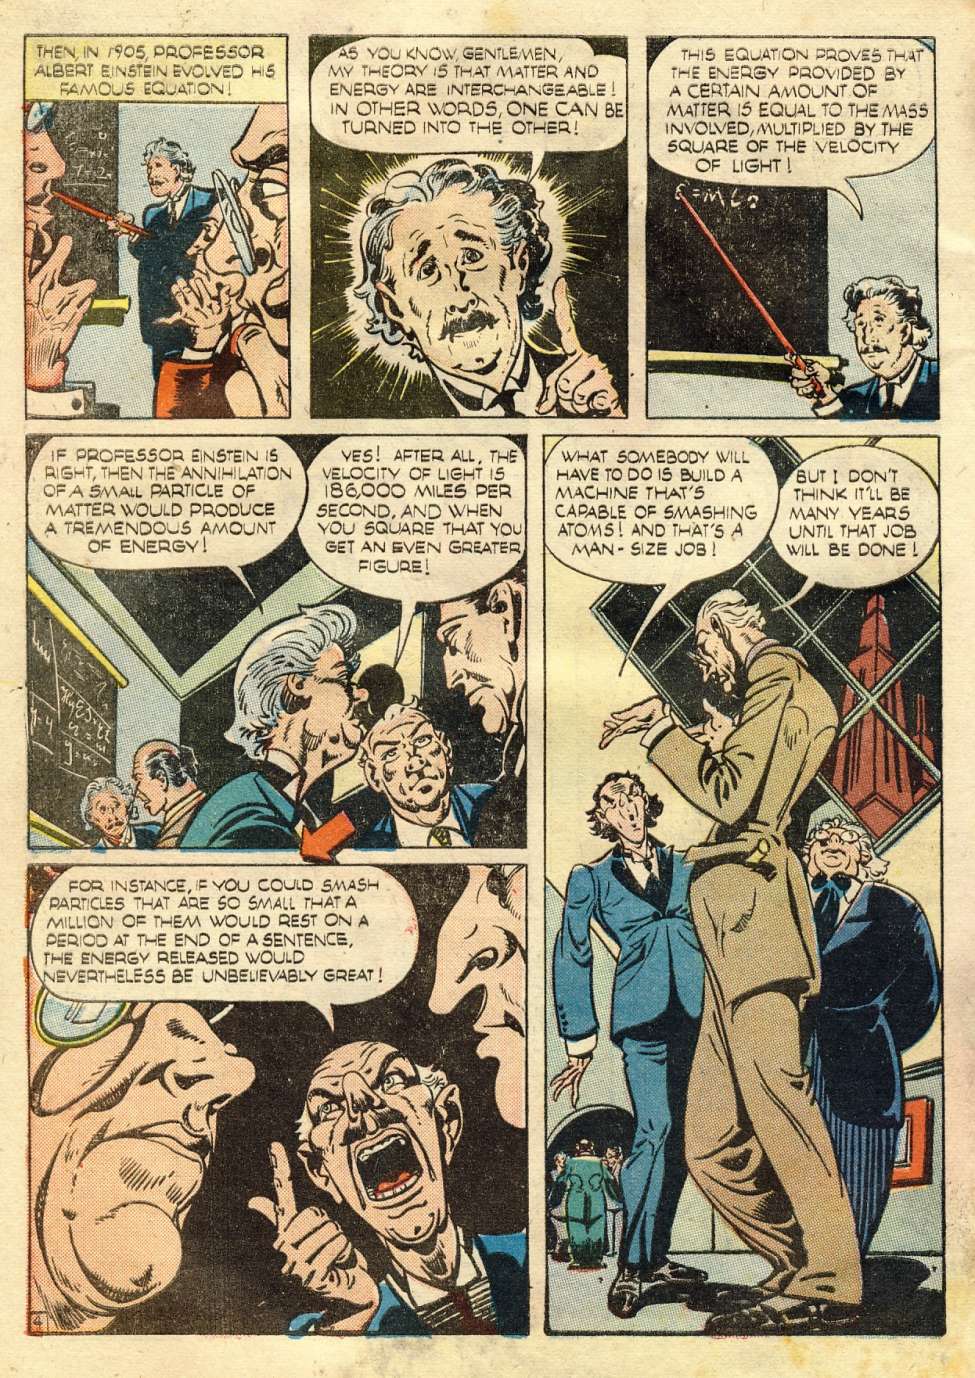 THEN, IN 1905, PROFESSOR
ALBERT EINSTEIN EVOLVED HIS
FAMOUS EQUATION!
AS YOU KNOW, GENTLEMEN,
MY THEORY IS THAT MATTER AND
ENERGY ARE INTERCHANGEABLE!
IN OTHER WORDS, ONE CAN BE
TURNED INTO THE OTHER!
THIS EQUATION PROVES THAT
THE ENERGY PROVIDED BY
A CERTAIN AMOUNT OF
MATTER IS EQUAL TO THE MASS
INVOLVED, MULTIPLIED BY THE
SQUARE OF THE VELOCITY
OF LIGHT!
IF PROFESSOR EINSTEIN IS
RIGHT, THEN THE ANNIHILATION
OF A SMALL PARTICLE OF
MATTER WOULD PRODUCE
A TREMENDOUS AMOUNT
OF ENERGY!
YES! AFTER ALL, THE
VELOCITY OF LIGHT IS
186,000 MILES PER
SECOND, AND WHEN
YOU SQUARE THAT YOU
GET AN EVEN GREATER
FIGURE!
FOR INSTANCE, IF YOU COULD SMASH
PARTICLES THAT ARE SO SMALL THAT A
MILLION OF THEM WOULD REST ON A
PERIOD AT THE END OF A SENTENCE,
THE ENERGY RELEASED WOULD
NEVERTHELESS BE UNBELIEVABLY GREAT!
WHAT SOMEBODY WILL
HAVE TO DO IS BUILD A
MACHINE THAT'S
CAPABLE OF SMASHING
ATOMS! AND THAT'S A
MAN-SIZE JOB!
BUT I DON'T
THINK IT'LL BE
MANY YEARS
UNTIL THAT JOB
WILL BE DONE!
4